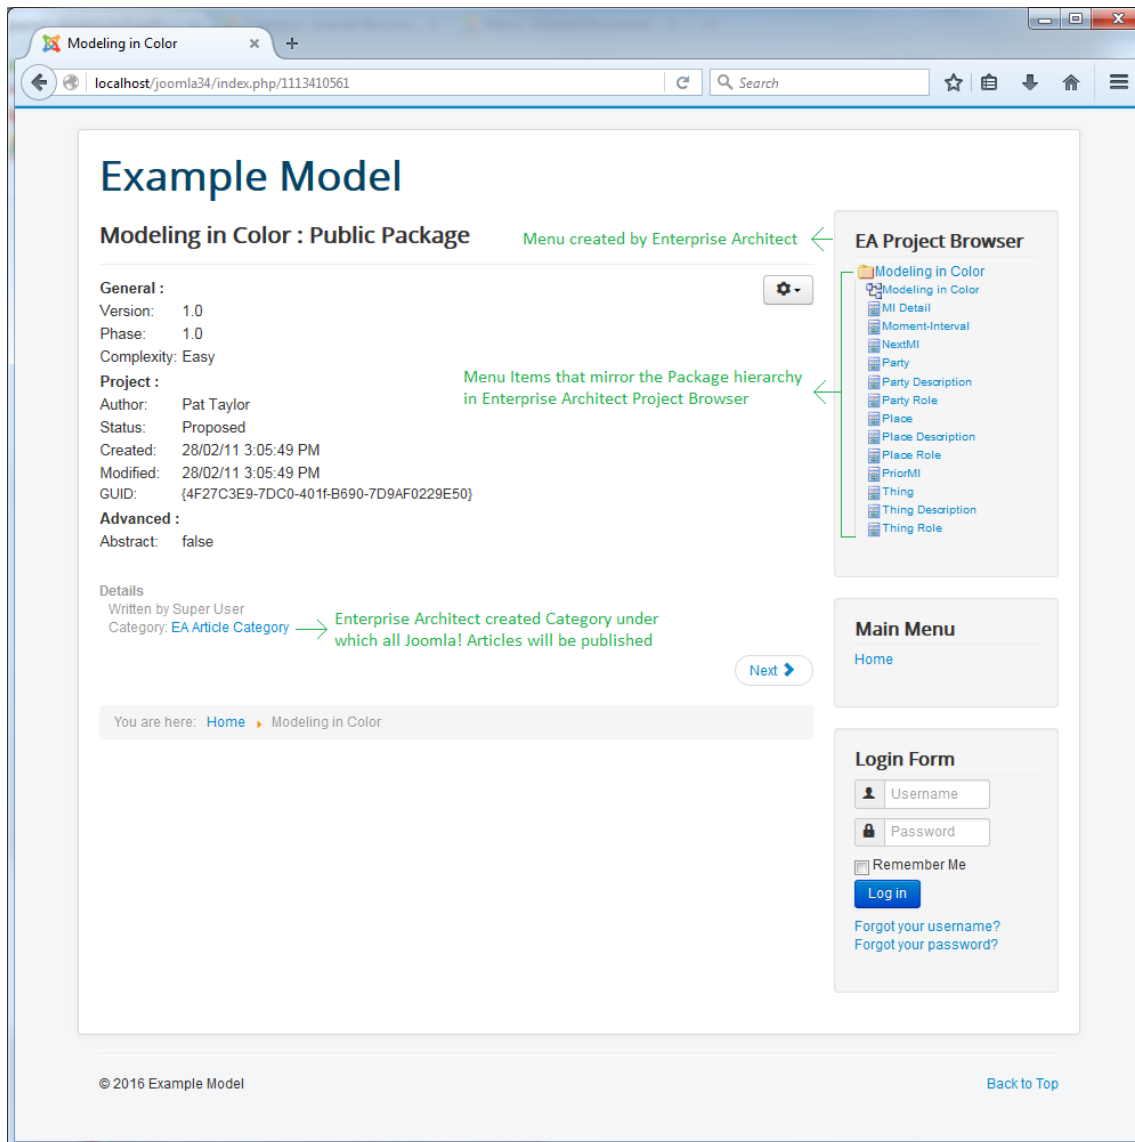 Modeling in Color
localhost/joomla34/index.php/1113410561
Search
Example Model
Modeling in Color : Public Package
Menu created by Enterprise Architect
General :
Version: 1.0
Phase: 1.0
Complexity: Easy
Project :
Author: Pat Taylor
Status: Proposed
Created: 28/02/11 3:05:49 PM
Modified: 28/02/11 3:05:49 PM
GUID: {4F27C3E9-7DC0-401f-B690-7D9AF0229E50}
Advanced :
Abstract: false
Menu Items that mirror the Package hierarchy
in Enterprise Architect Project Browser
Details
Written by Super User
Category: EA Article Category
Enterprise Architect created Category under
which all Joomla! Articles will be published
Next
You are here: Home Modeling in Color
EA Project Browser
Modeling in Color
Modeling in Color
MI Detail
Moment-Interval
NextMI
Party
Party Description
Party Role
Place
Place Description
Place Role
PriorMI
Thing
Thing Description
Thing Role
Main Menu
Home
Login Form
Username
Password
Remember Me
Log in
Forgot your username?
Forgot your password?
© 2016 Example Model
Back to Top